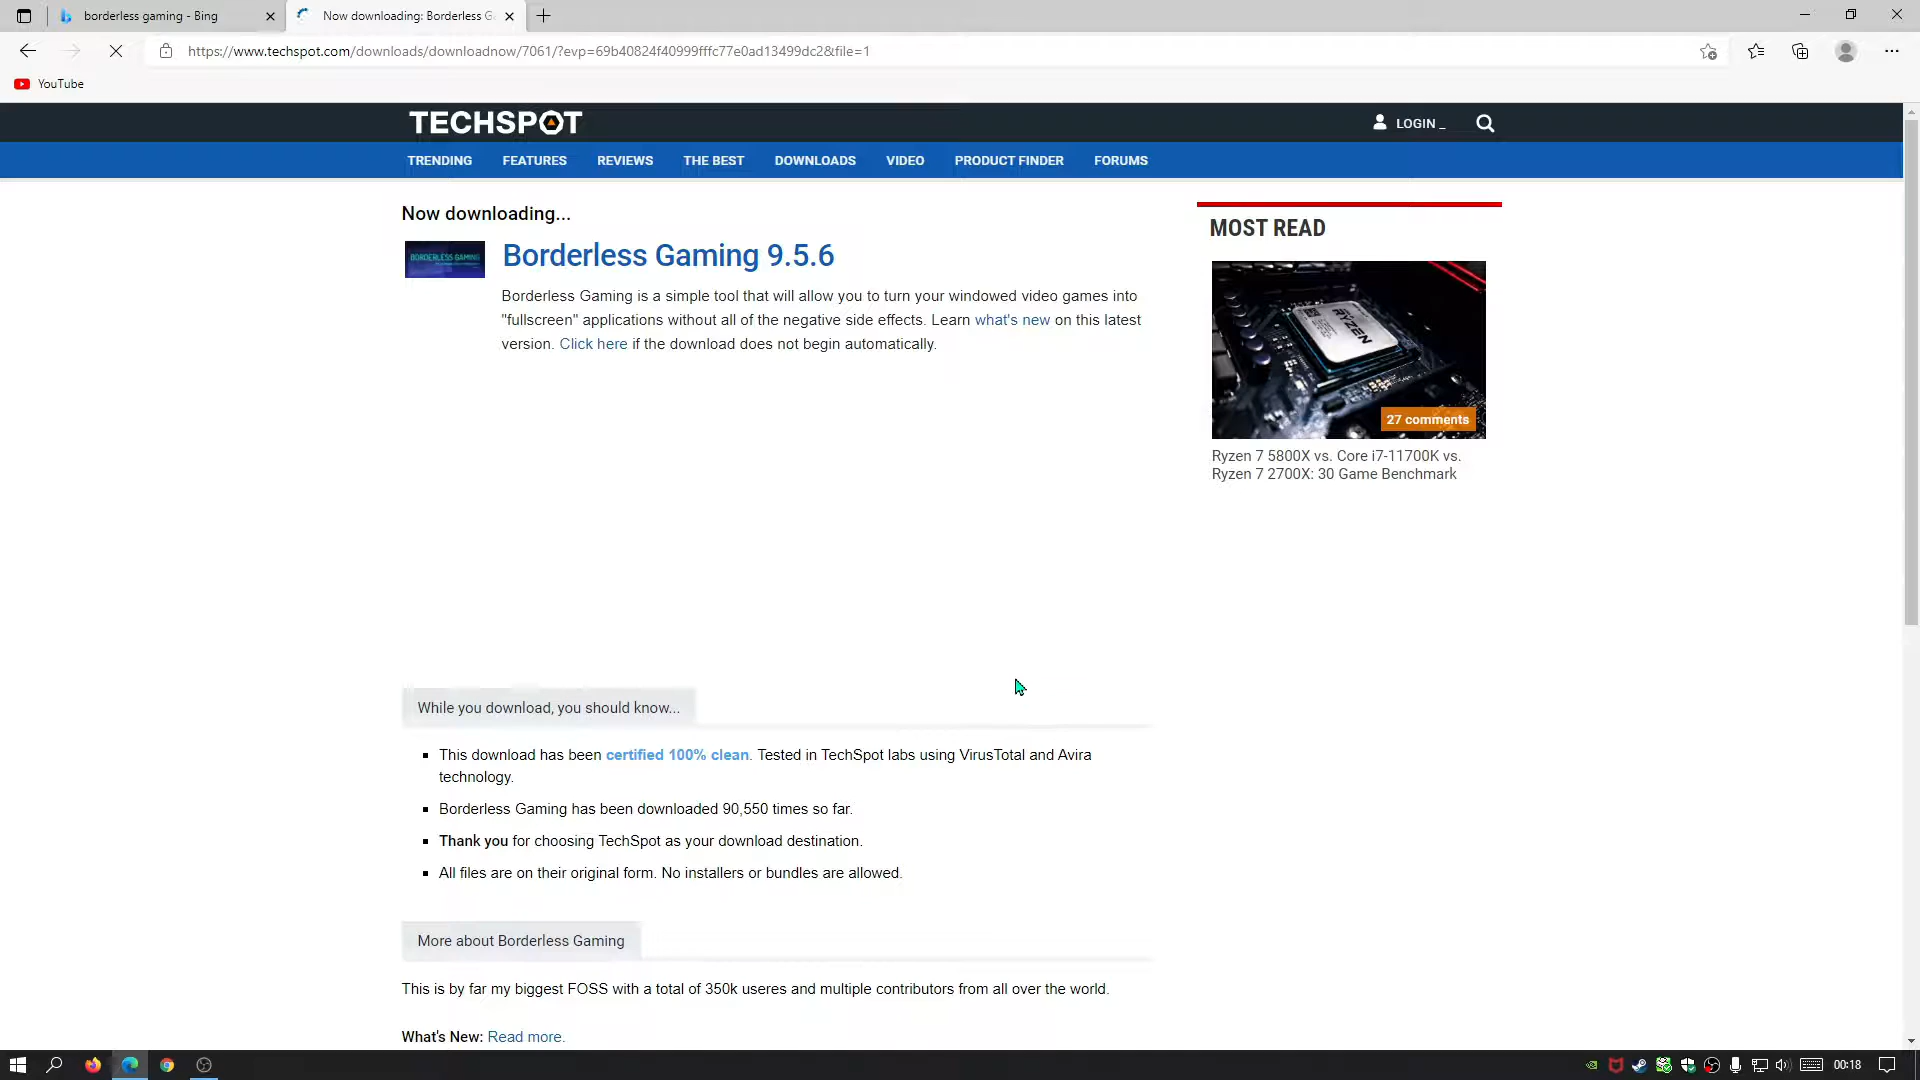 borderless gaming - Bing
Now downloading: Borderless G
https://www.techspot.com/downloads/downloadnow/7061/?evp=69b40824f40999fffc77e0ad13499dc2&file=1
YouTube
TECHSPOT
LOGIN _
TRENDING FEATURES REVIEWS THE BEST DOWNLOADS VIDEO PRODUCT FINDER FORUMS
Now downloading...
MOST READ
BORDERLESS GAMING
Borderless Gaming 9.5.6
Borderless Gaming is a simple tool that will allow you to turn your windowed video games into
"fullscreen" applications without all of the negative side effects. Learn what's new on this latest
version. Click here if the download does not begin automatically.
RYZEN
27 comments
Ryzen 7 5800X vs. Core i7-11700K vs.
Ryzen 7 2700X: 30 Game Benchmark
While you download, you should know...
This download has been certified 100% clean. Tested in TechSpot labs using VirusTotal and Avira
technology.
Borderless Gaming has been downloaded 90,550 times so far.
Thank you for choosing TechSpot as your download destination.
All files are on their original form. No installers or bundles are allowed.
More about Borderless Gaming
This is by far my biggest FOSS with a total of 350k useres and multiple contributors from all over the world.
What's New: Read more.
00:18